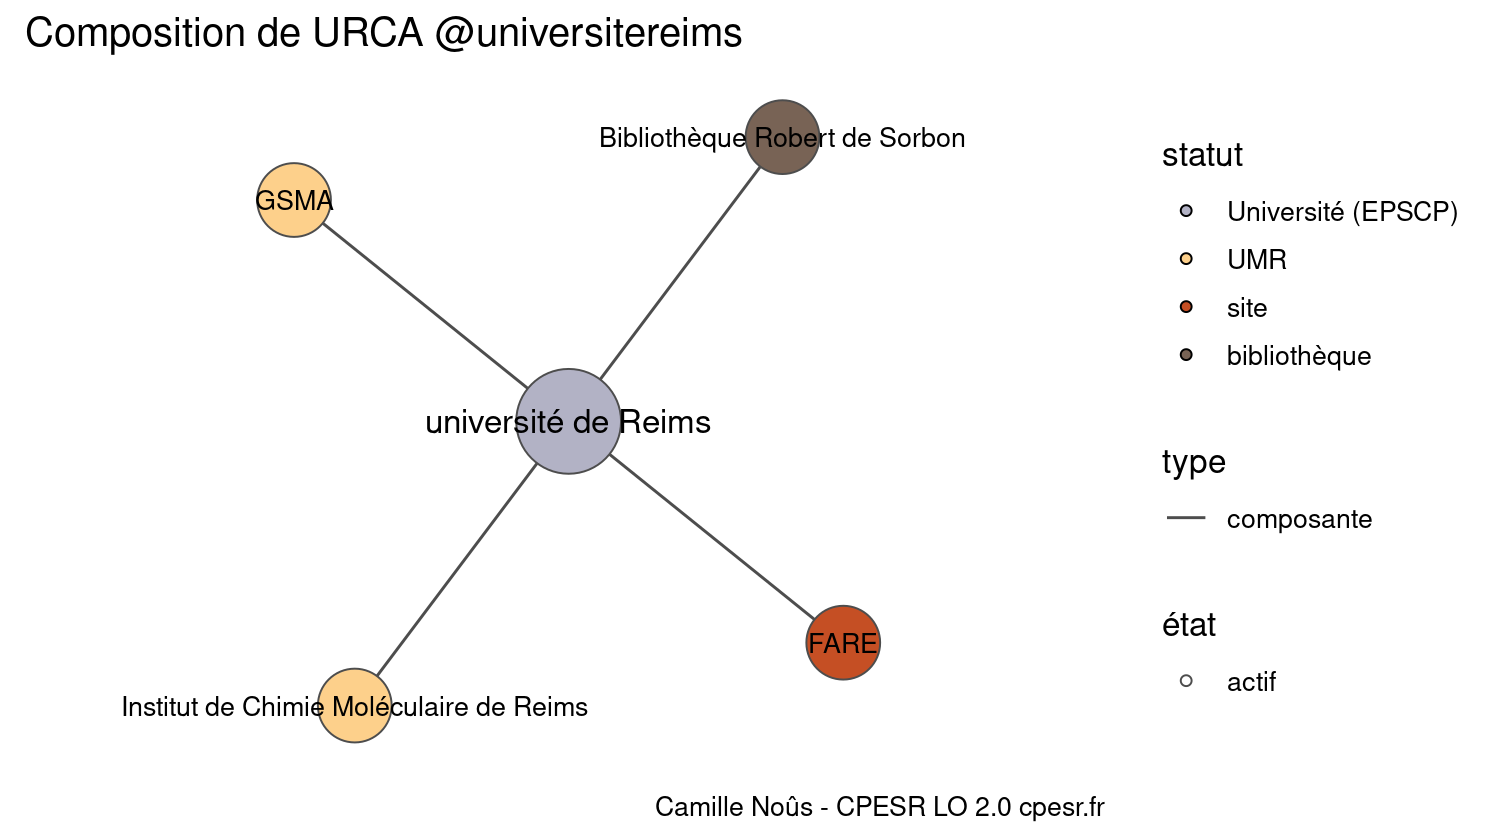 Composition de URCA @universitereims
Bibliothèque Robert de Sorbon
GSMA
université de Reims
FARE
Institut de Chimie Moléculaire de Reims
statut
Université (EPSCP)
UMR
site
bibliothèque
type
composante
état
actif
Camille Noûs - CPESR LO 2.0 cpesr.fr